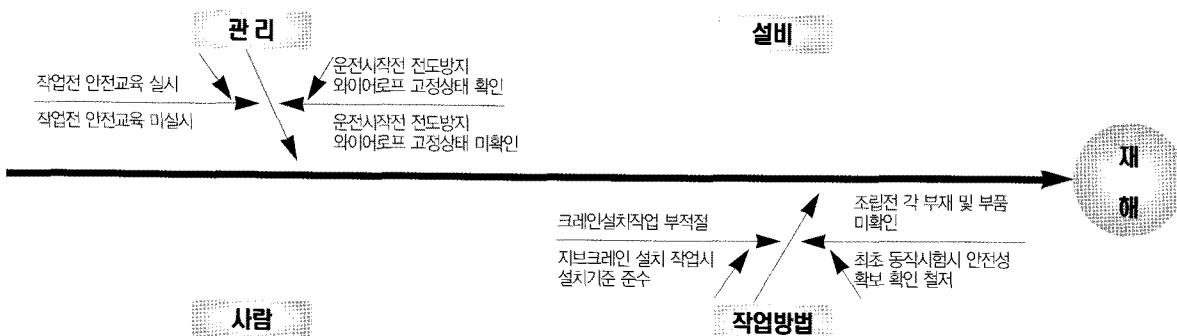 관 리
설비
작업전 안전교육 실시
운전시작전 전도방지
와이어로프 고정상태 확인
작업전 안전교육 미실시
운전시작전 전도방지
와이어로프 고정상태 미확인
재
해
크레인설치작업 부적절
조립전 각 부재 및 부품
미확인
지브크레인 설치 작업시
설치기준 준수
최초 동작시험시 안전성
확보 확인 철저
사람
작업방법